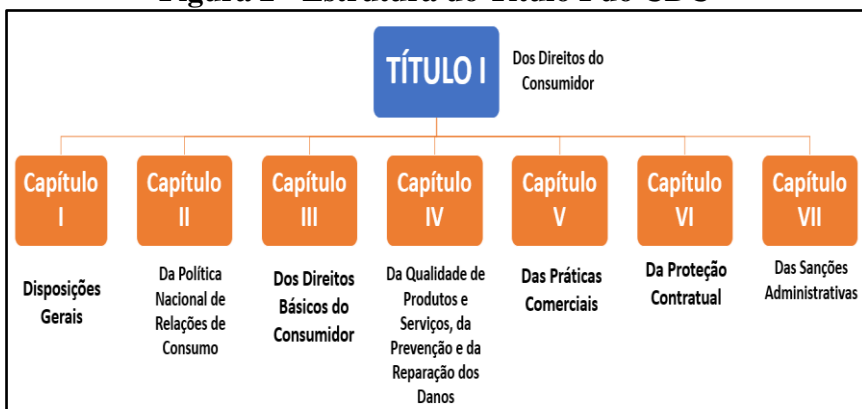 TÍTULO I
Dos Direitos do
Consumidor
Capítulo
I
Capítulo
II
Capítulo
III
Capítulo
IV
Capítulo
V
Capítulo
VI
Capítulo
VII
Disposições
Gerais
Da Política
Nacional de
Relações de
Consumo
Dos Direitos
Básicos do
Consumidor
Da Qualidade de
Produtos e
Serviços, da
Prevenção e da
Reparação dos
Danos
Das Práticas
Comerciais
Da Proteção
Contratual
Das Sanções
Administrativas